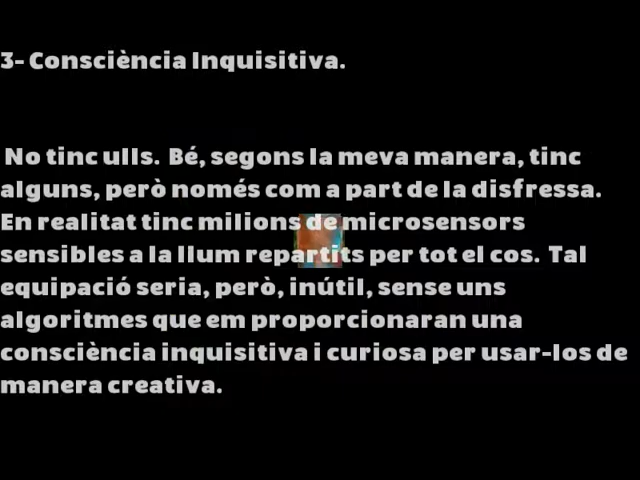 3- Consciència Inquisitiva.
No tinc ulls. Bé, segons la meva manera, tinc
alguns, però només com a part de la disfressa.
En realitat tinc milions de microsensors
sensibles a la llum repartits per tot el cos. Tal
equipació seria, però, inútil, sense uns
algoritmes que em proporcionaran una
consciència inquisitiva i curiosa per usar-los de
manera creativa.